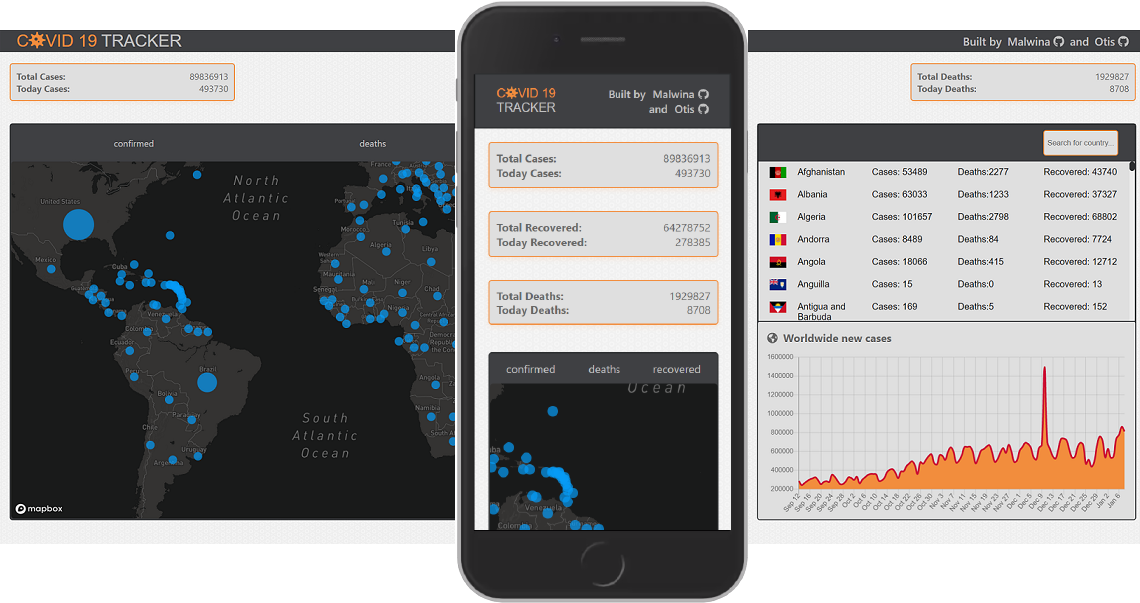 COVID 19 TRACKER
Total Cases: 89836913
Today Cases: 493730
confirmed deaths
North
Atlantic
Ocean
United States
Mexico
Cuba
Venezuela
Colombia
Ecuador
Peru
Brazil
Bolivia
Paraguay
Chile
Uruguay
South
Atlantic
Ocean
France
Morocco
Tunisia
Algeria
Libya
Mauritania
Mali
Niger
Chad
Senegal
Angola
Namibia
mapbox
COVID 19
TRACKER
Built by Malwina
and Otis
Total Cases: 89836913
Today Cases: 493730
Total Recovered: 64278752
Today Recovered: 278385
Total Deaths: 1929827
Today Deaths: 8708
confirmed deaths recovered
Ocean
Venezuela
Colombia
Built by Malwina and Otis
Total Deaths: 1929827
Today Deaths: 8708
Search for country...
Afghanistan Cases: 53489 Deaths:2277 Recovered: 43740
Albania Cases: 63033 Deaths:1233 Recovered: 37327
Algeria Cases: 101657 Deaths:2798 Recovered: 68802
Andorra Cases: 8489 Deaths:84 Recovered: 7724
Angola Cases: 18066 Deaths:415 Recovered: 12712
Anguilla Cases: 15 Deaths:0 Recovered: 13
Antigua and Cases: 169 Deaths:5 Recovered: 152
Barbuda
Worldwide new cases
1600000
1400000
1200000
1000000
800000
600000
400000
200000
Sep 12 Sep 16 Sep 20 Sep 24 Sep 28 Oct 2 Oct 6 Oct 10 Oct 14 Oct 18 Oct 22 Oct 26 Oct 30 Nov 3 Nov 7 Nov 11 Nov 15 Nov 19 Nov 23 Nov 27 Dec 1 Dec 5 Dec 9 Dec 13 Dec 17 Dec 21 Dec 25 Dec 29 Jan 2 Jan 6